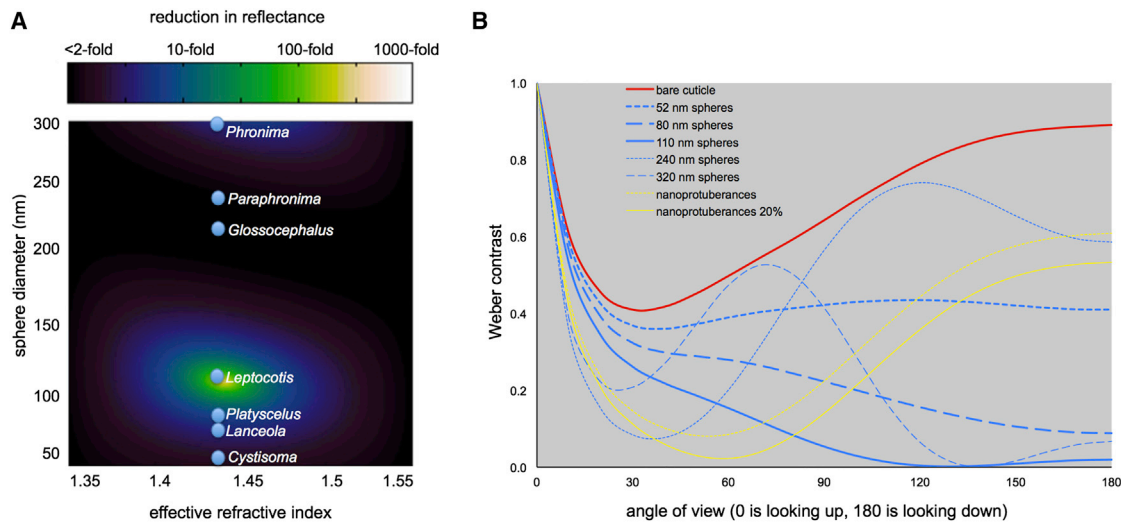 A
reduction in reflectance
<2-fold 10-fold 100-fold 1000-fold
300
250
200
150
100
50
sphere diameter (nm)
Phronima
Paraphronima
Glossocephalus
Leptocotis
Platyscelus
Lanceola
Cystisoma
1.35 1.4 1.45 1.5 1.55
effective refractive index
B
1.0
0.8
0.6
0.4
0.2
0.0
Weber contrast
bare cuticle
52 nm spheres
80 nm spheres
110 nm spheres
240 nm spheres
320 nm spheres
nanoprotuberances
nanoprotuberances 20%
0 30 60 90 120 150 180
angle of view (0 is looking up, 180 is looking down)